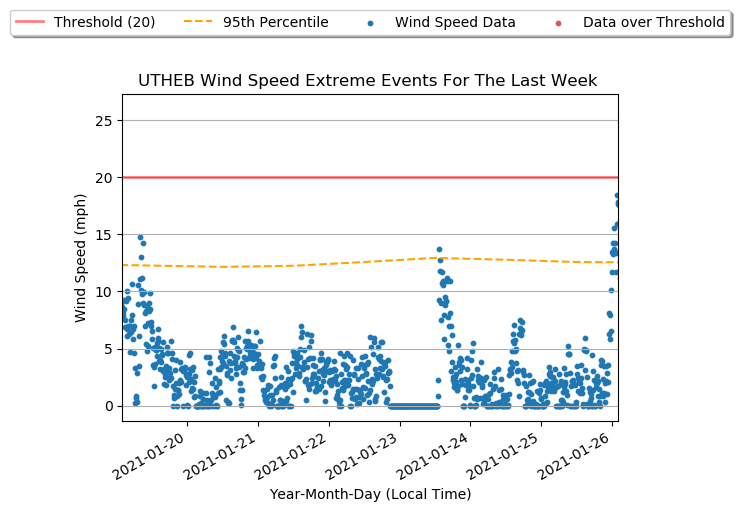 Threshold (20) 95th Percentile Wind Speed Data Data over Threshold
UTHEB Wind Speed Extreme Events For The Last Week
Wind Speed (mph)
25
20
15
10
5
0
2021-01-20 2021-01-21 2021-01-22 2021-01-23 2021-01-24 2021-01-25 2021-01-26
Year-Month-Day (Local Time)